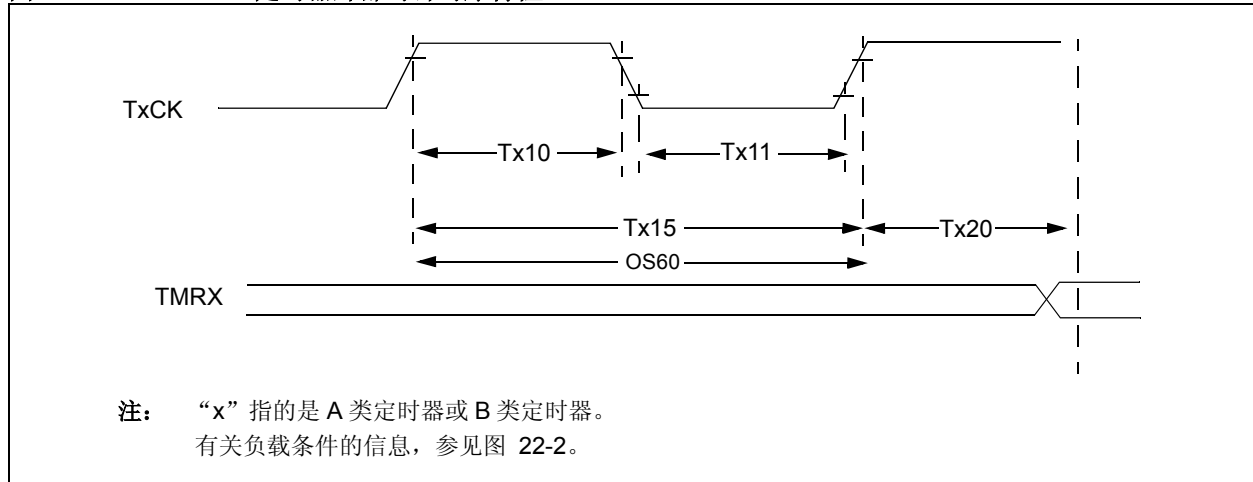 TxCK
Tx10
Tx11
Tx15
Tx20
OS60
TMRX
注： “x”指的是 A 类定时器或 B 类定时器。
有关负载条件的信息，参见图 22-2。